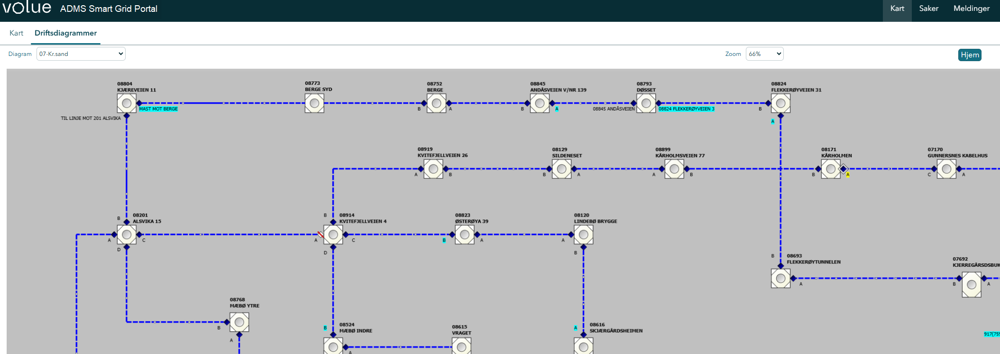 volue ADMS Smart Grid Portal Kart Saker Meldinger
Kart Driftsdiagrammer
Diagram 07-Kr.sand Zoom 66% Hjem
08804
KJÆREVEIEN 11
MAST MOT BERGE
TIL LINJE MOT 201 ALSVIKA
08773
BERGE SYD
08752
BERGE
B A
08845
ANDÅSVEIEN V/NR 139
B A
08793
DØSSET
08845 ANDÅSVEIEN
08824 FLEKKERØYVEIEN 3
08824
FLEKKERØYVEIEN 31
B
A
08919
KVITEFJELLVEIEN 26
A B
08129
SILDENESET
B A
08899
KÅRHOLMSVEIEN 77
A B
08171
KÅRHOLMEN
B A
07170
GUNNERSNES KABELHUS
C A
08201
ALSVIKA 15
B
A C
D
08914
KVITEFJELLVEIEN 4
B
A C
D
08823
ØSTERØYA 39
B A
08120
LINDEBØ BRYGGE
A
B
08693
FLEKKERØYTUNNELEN
B
A
07692
KJERREGÅRSDSBUK
B A
08768
MÆBØ YTRE
B
A
08524
MÆBØ INDRE
B
A
08615
VRAGET
08616
SKJÆRGÅRDSHEIMEN
A
917(755